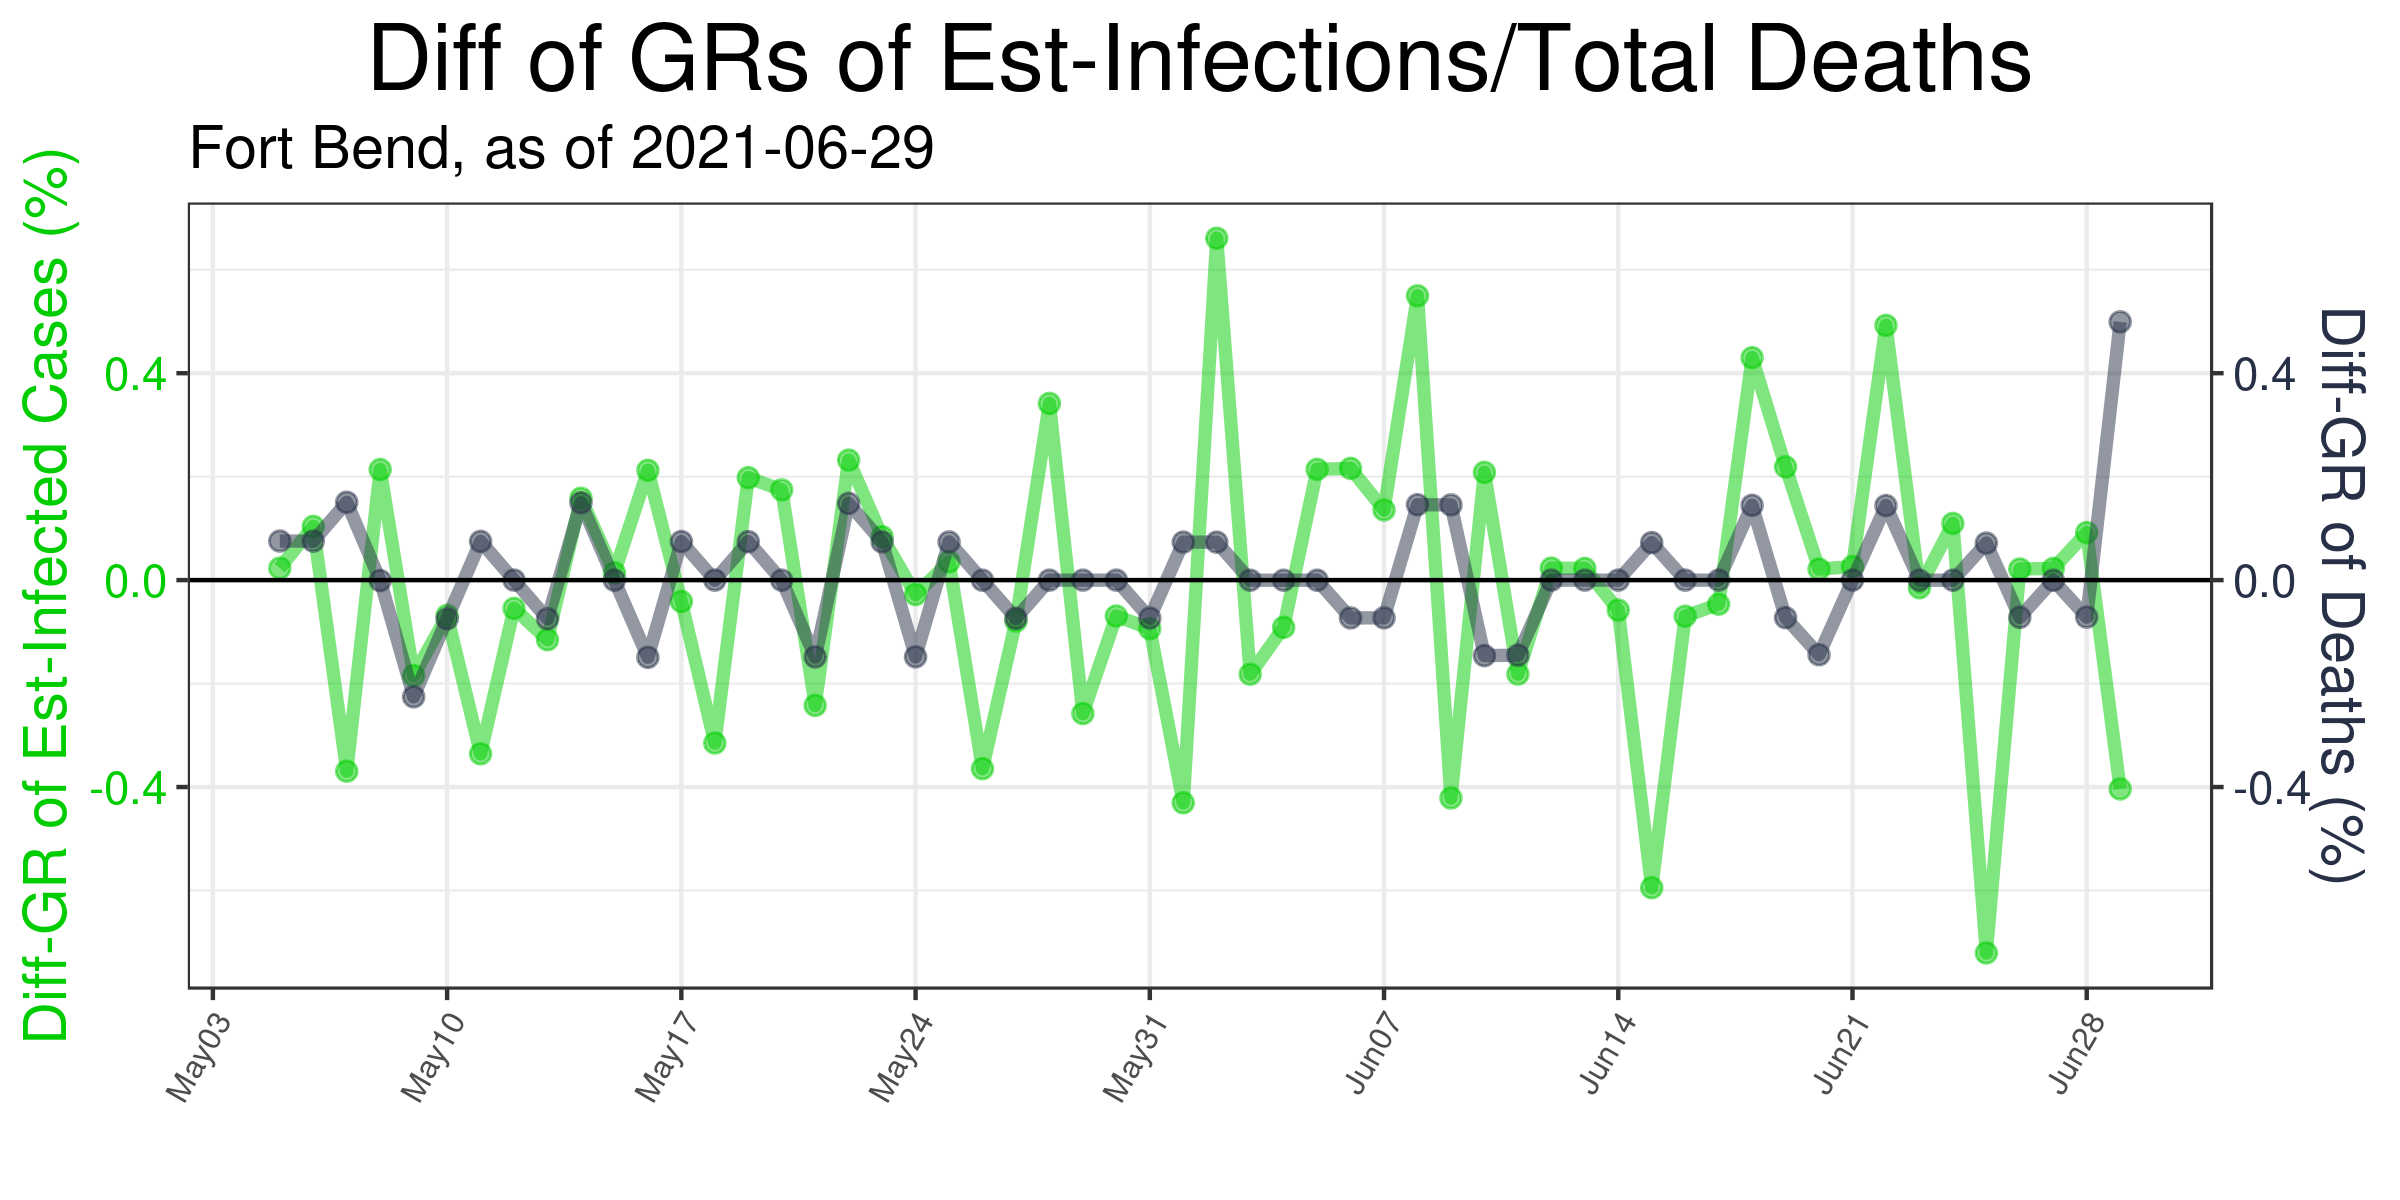 Diff of GRs of Est-Infections/Total Deaths
Fort Bend, as of 2021-06-29
Diff-GR of Est-Infected Cases (%)
0.4
0.0
-0.4
0.4
0.0
-0.4
Diff-GR of Deaths (%)
May03
May10
May17
May24
May31
Jun07
Jun14
Jun21
Jun28